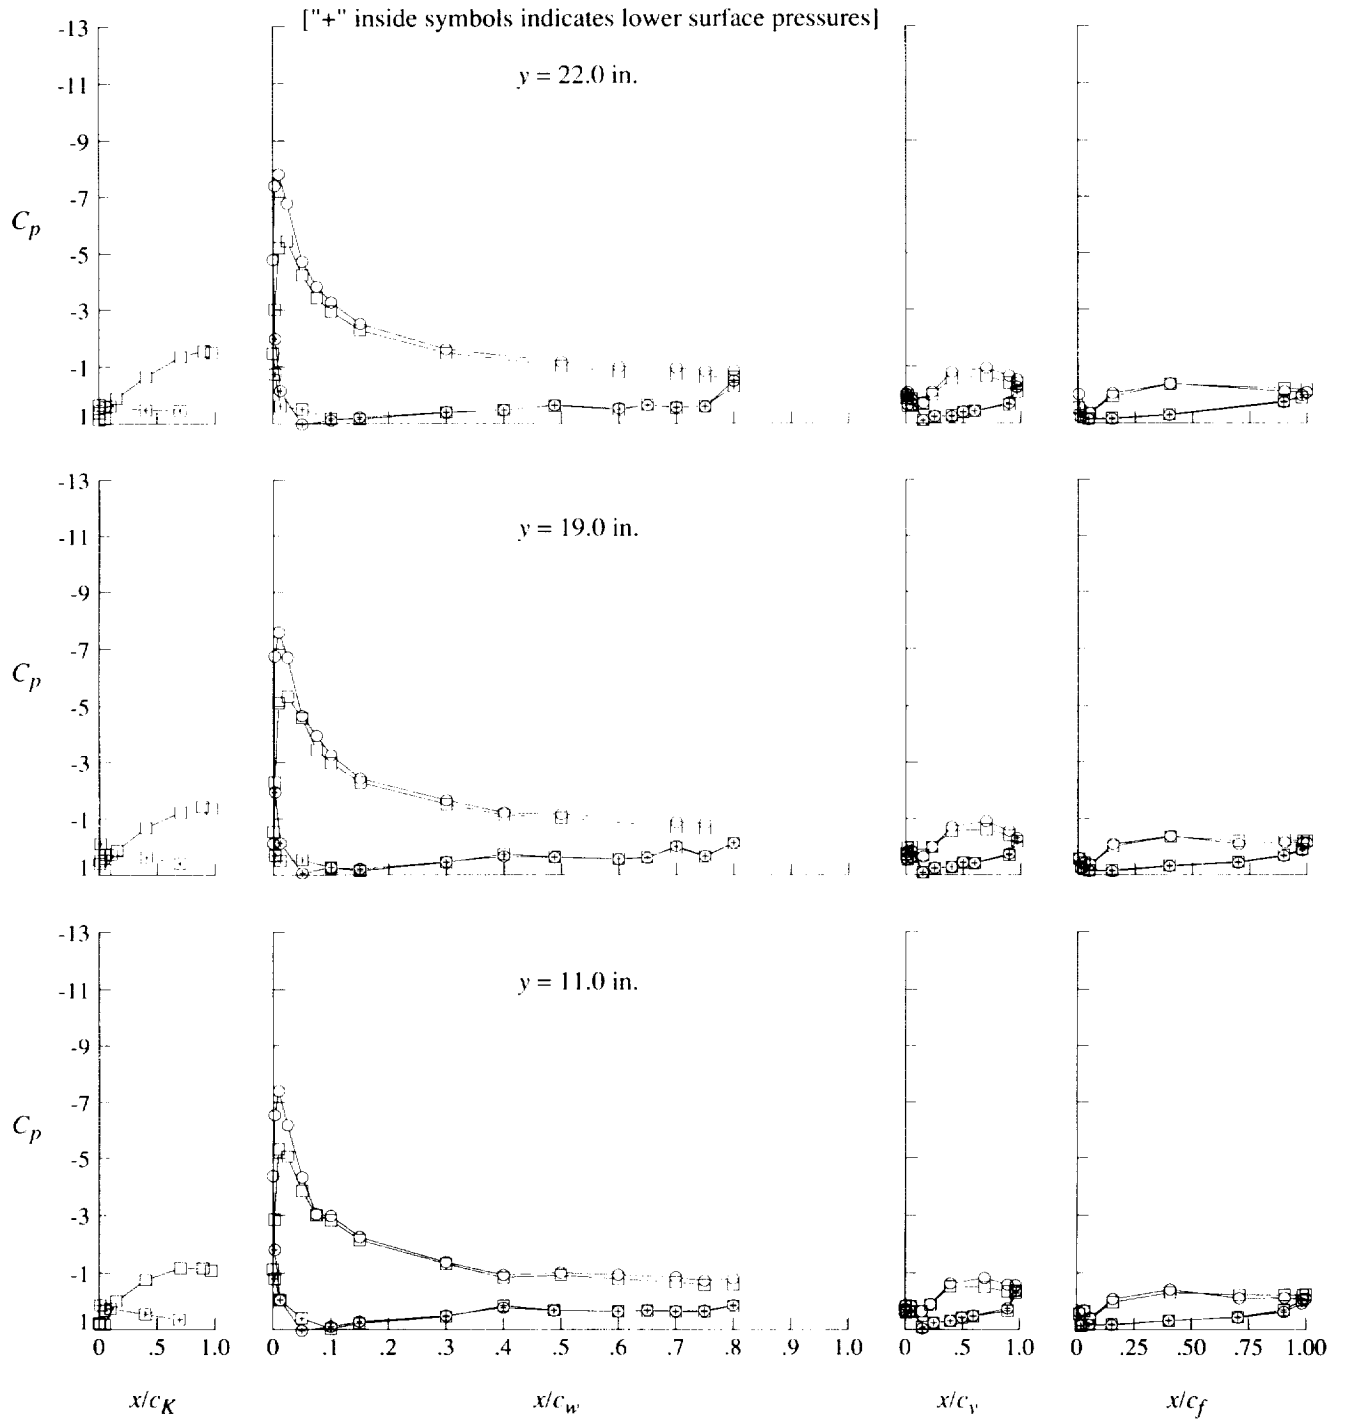 ["+" inside symbols indicates lower surface pressures]
y = 22.0 in.
-13
-11
-9
-7
-5
-3
-1
1
C_p
y = 19.0 in.
-13
-11
-9
-7
-5
-3
-1
1
C_p
y = 11.0 in.
-13
-11
-9
-7
-5
-3
-1
1
C_p
0 .5 1.0 0 .1 .2 .3 .4 .5 .6 .7 .8 .9 1.0 0 .5 1.0 0 .25 .50 .75 1.00
x/c_K x/c_w x/c_v x/c_f